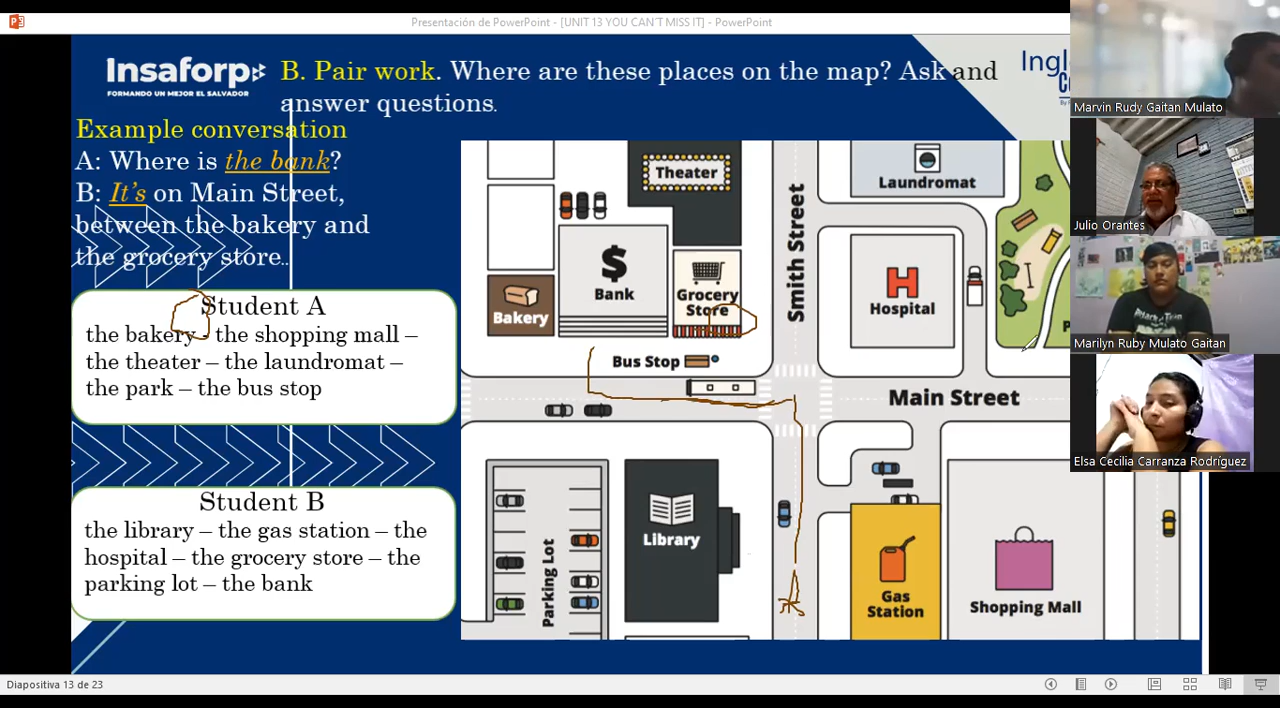 Presentación de PowerPoint - [UNIT 13 YOU CAN'T MISS IT] - PowerPoint
Insaforp
FORMANDO UN MEJOR EL SALVADOR
B. Pair work. Where are these places on the map? Ask and
answer questions.
Example conversation
A: Where is the bank?
B: It's on Main Street,
between the bakery and
the grocery store..
Student A
the bakery – the shopping mall –
the theater – the laundromat –
the park – the bus stop
Student B
the library – the gas station – the
hospital – the grocery store – the
parking lot – the bank
Theater
Laundromat
Smith Street
$
Bank
Grocery
Store
Bakery
H
Hospital
Bus Stop
Main Street
Parking Lot
Library
Gas
Station
Shopping Mall
Marvin Rudy Gaitan Mulato
Julio Orantes
Marilyn Ruby Mulato Gaitan
Elsa Cecilia Carranza Rodríguez
Diapositiva 13 de 23